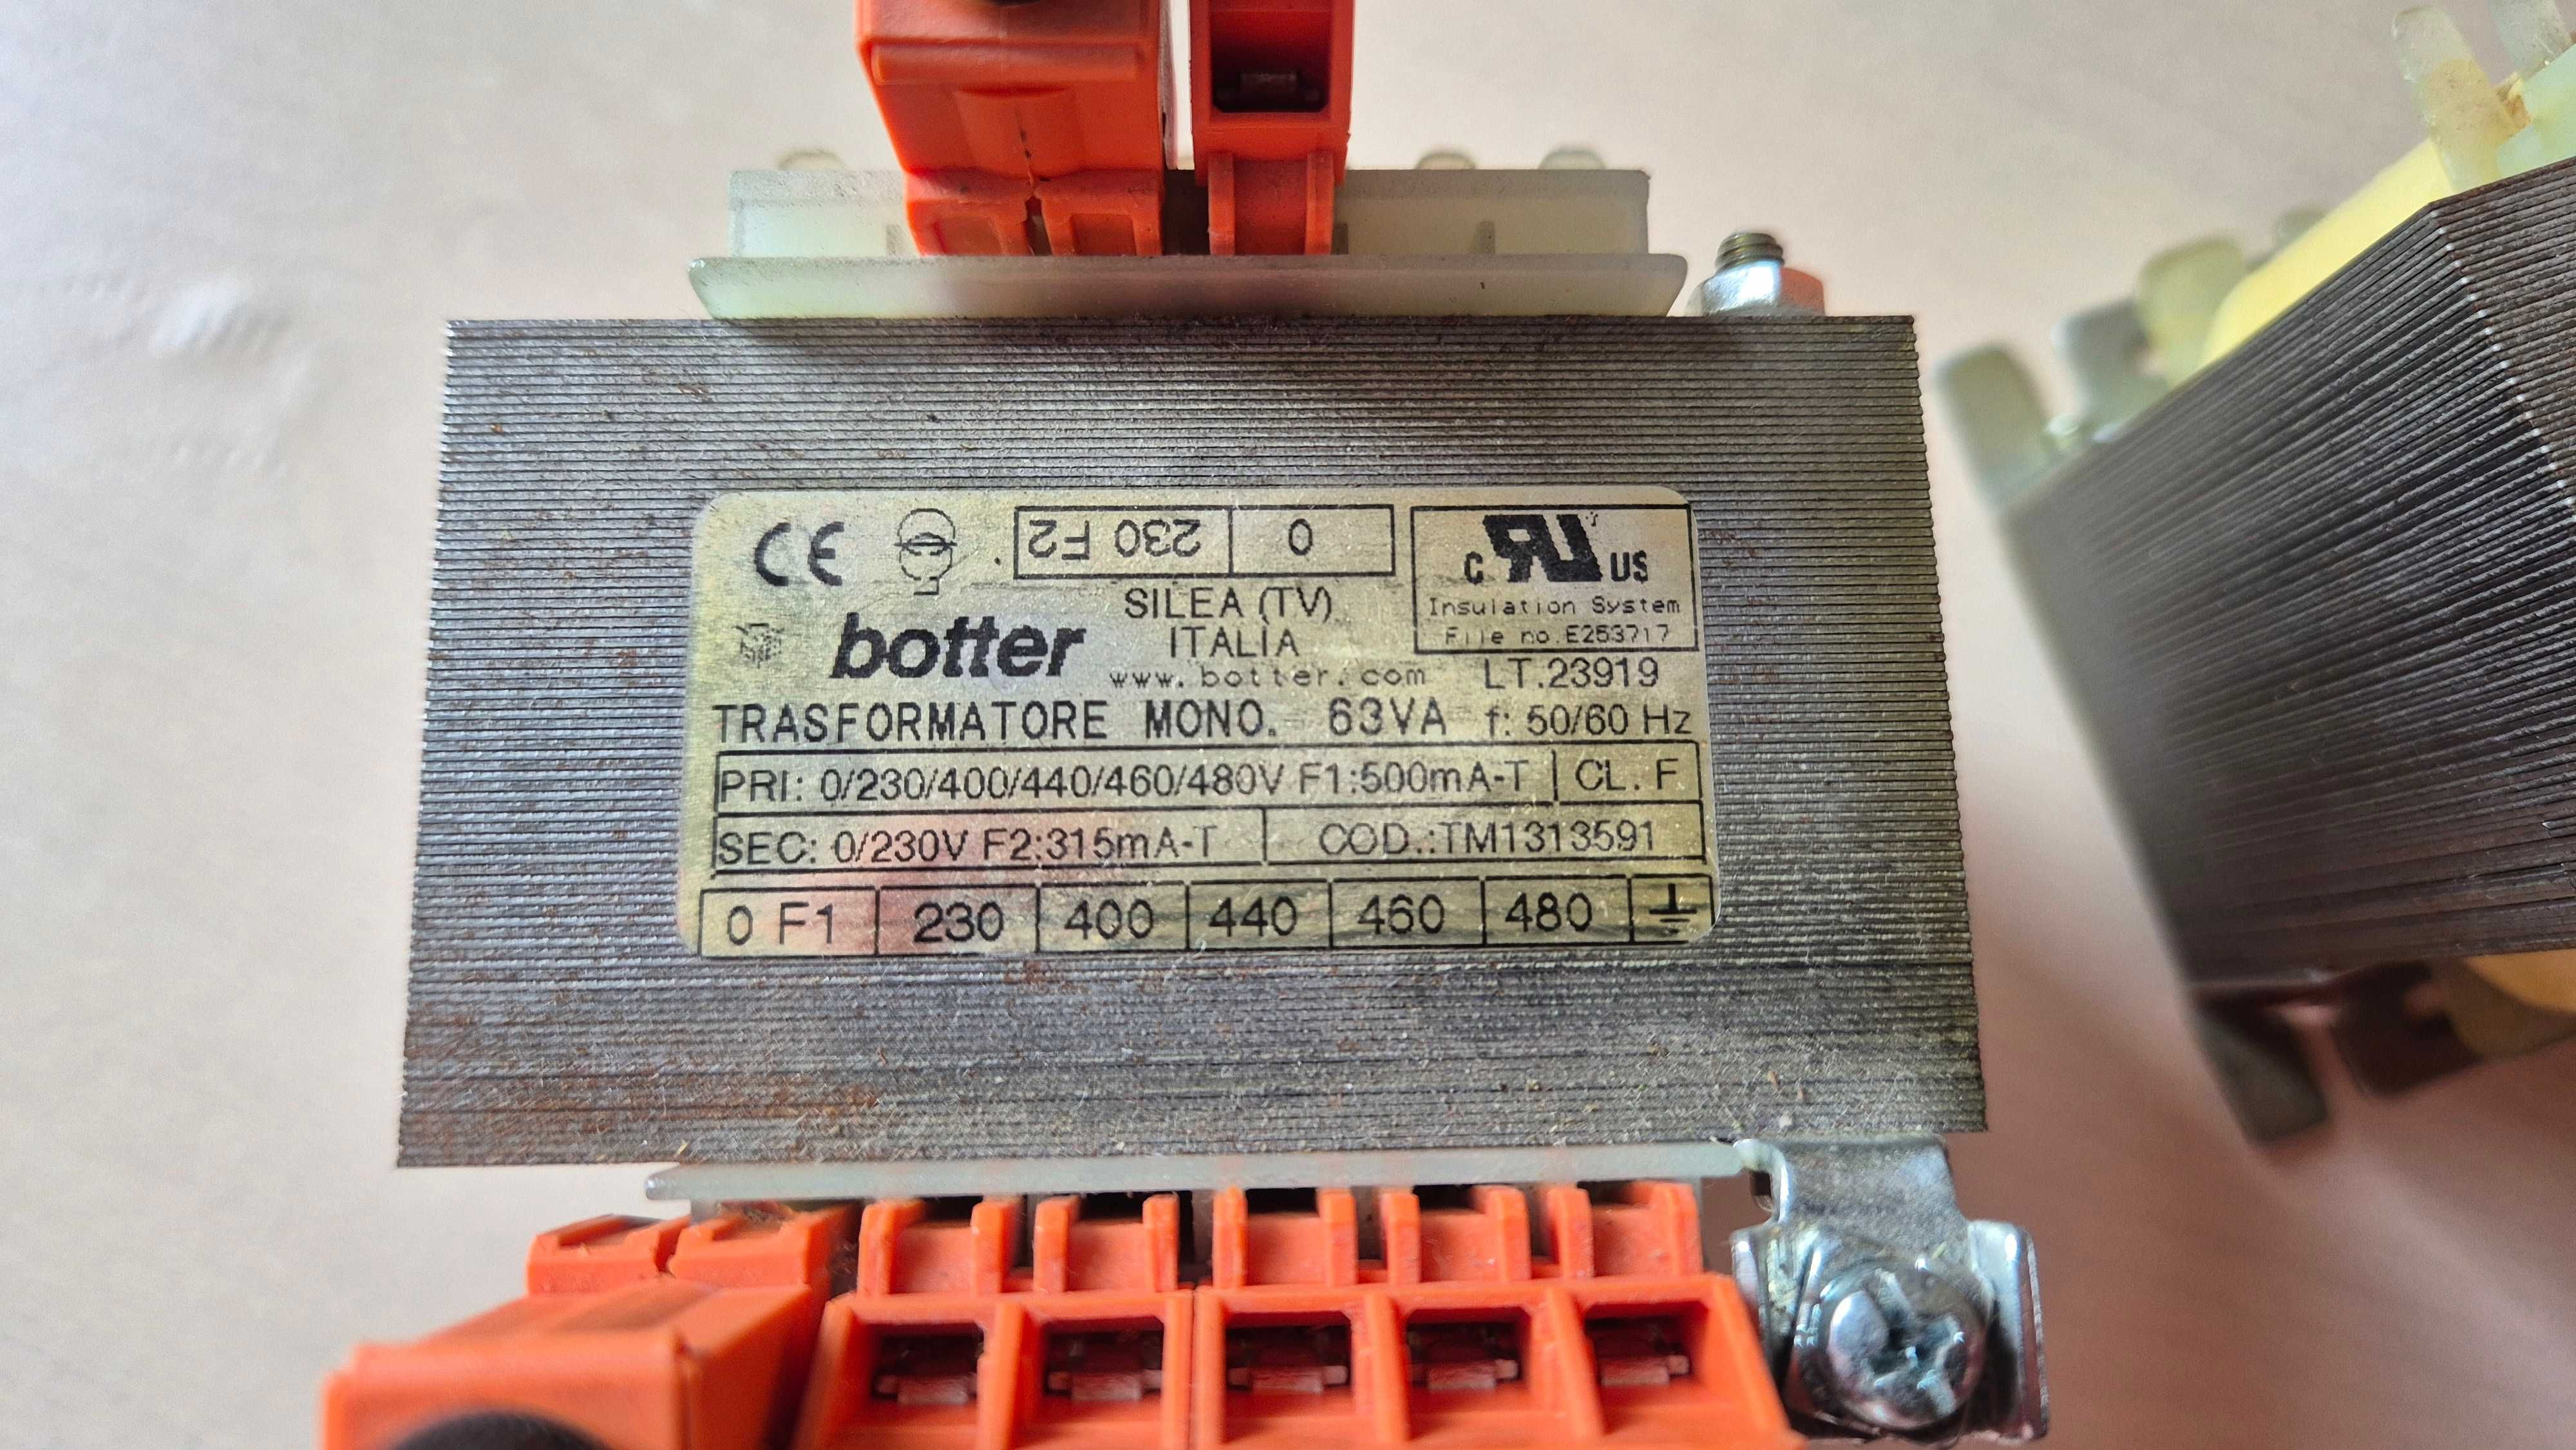 CE 230 F2 0 c RU US
SILEA (TV)
Insulation System
ITALIA
File no.E253717
botter
www.botter.com LT.23919
TRASFORMATORE MONO. 63VA f: 50/60 Hz
PRI: 0/230/400/440/460/480V F1:500mA-T CL. F
SEC: 0/230V F2:315mA-T COD.:TM1313591
0 F1 230 400 440 460 480